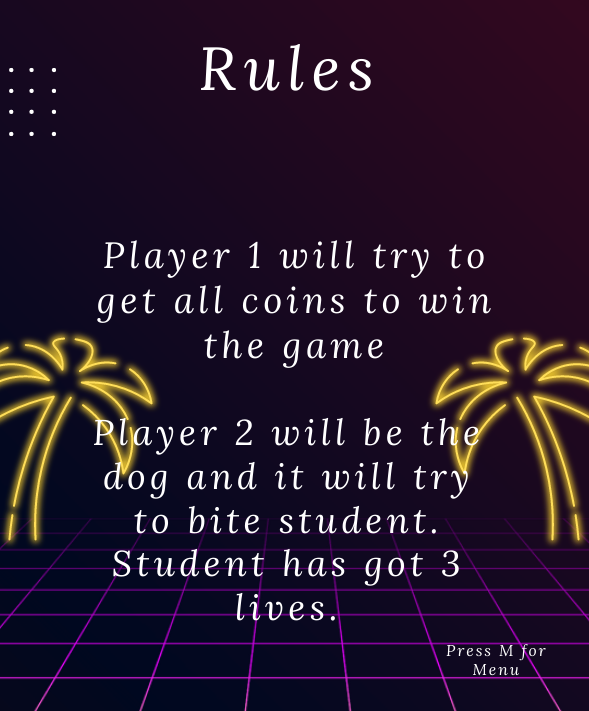 Rules
Player 1 will try to
get all coins to win
the game
Player 2 will be the
dog and it will try
to bite student.
Student has got 3
lives.
Press M for
Menu